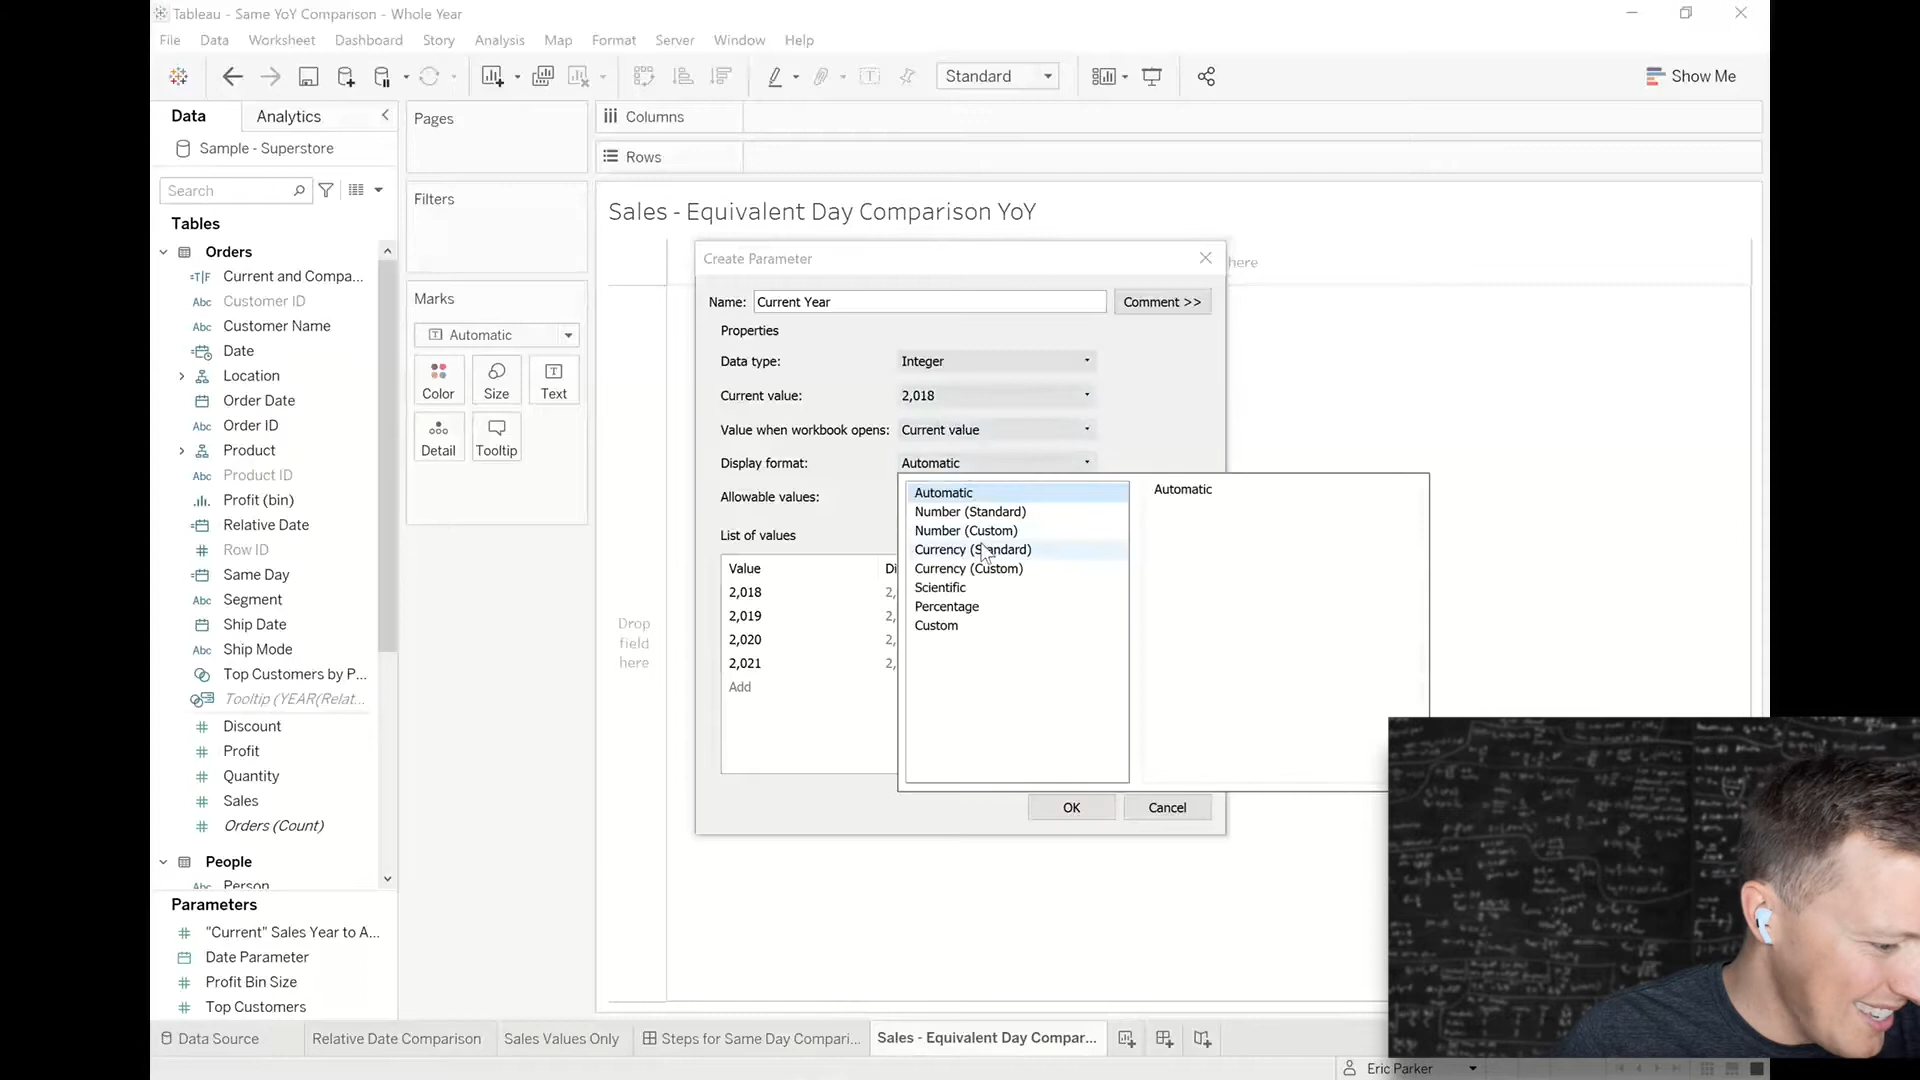 Tableau - Same YoY Comparison - Whole Year
File Data Worksheet Dashboard Story Analysis Map Format Server Window Help
Standard
Show Me
Data Analytics
Sample - Superstore
Search
Tables
Orders
Current and Compa...
Customer ID
Customer Name
Date
Location
Order Date
Order ID
Product
Product ID
Profit (bin)
Relative Date
Row ID
Same Day
Segment
Ship Date
Ship Mode
Top Customers by P...
Tooltip (YEAR(Relat...
Discount
Profit
Quantity
Sales
Orders (Count)
People
Person
Parameters
"Current" Sales Year to A...
Date Parameter
Profit Bin Size
Top Customers
Pages
Filters
Marks
Automatic
Color Size Text
Detail Tooltip
Columns
Rows
Sales - Equivalent Day Comparison YoY
here
Drop
field
here
Create Parameter
Name: Current Year Comment >>
Properties
Data type: Integer
Current value: 2,018
Value when workbook opens: Current value
Display format: Automatic
Allowable values:
List of values
Value Di
2,018 2,
2,019 2,
2,020 2,
2,021 2,
Add
Automatic
Number (Standard)
Number (Custom)
Currency (Standard)
Currency (Custom)
Scientific
Percentage
Custom
Automatic
OK Cancel
Data Source Relative Date Comparison Sales Values Only Steps for Same Day Compari... Sales - Equivalent Day Compar...
Eric Parker